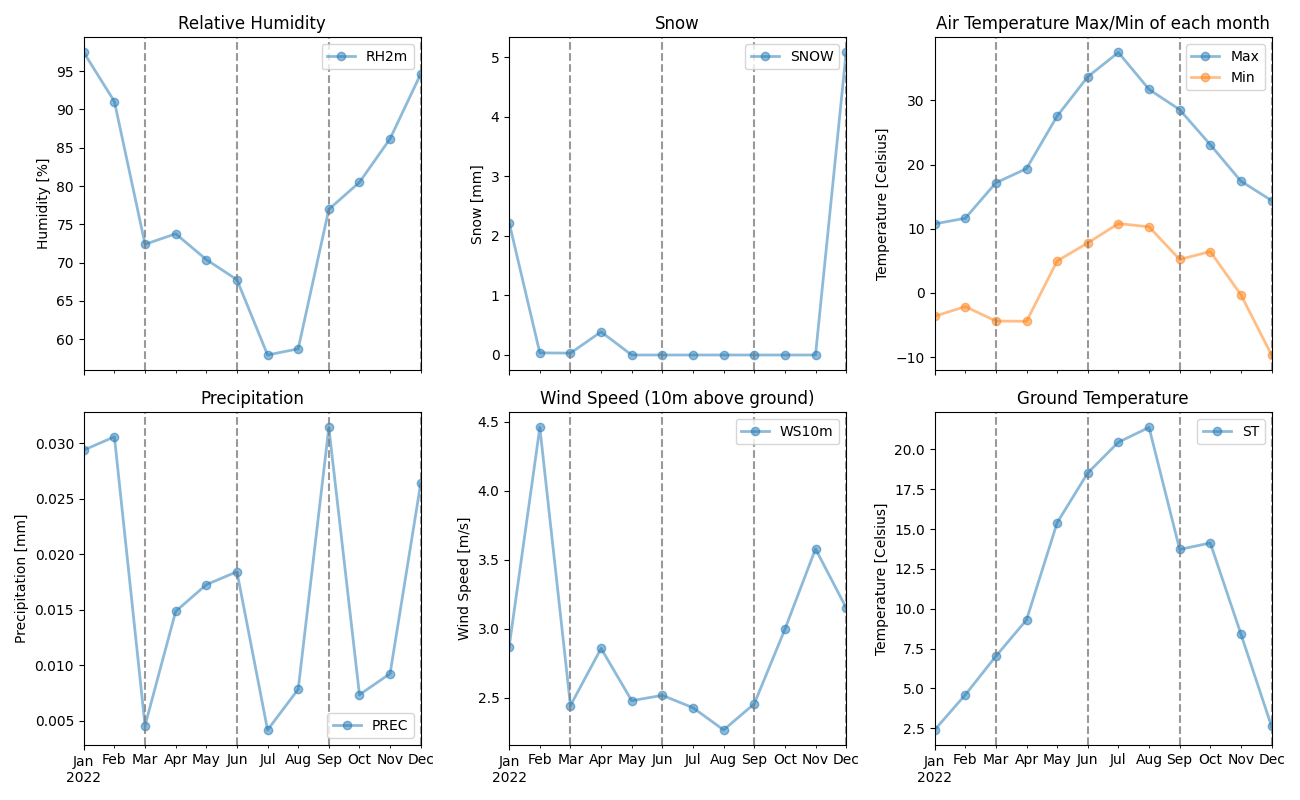 Relative Humidity
Humidity [%]
95
90
85
80
75
70
65
60
RH2m
Snow
Snow [mm]
5
4
3
2
1
0
SNOW
Air Temperature Max/Min of each month
Temperature [Celsius]
30
20
10
0
−10
Max
Min
Precipitation
Precipitation [mm]
0.030
0.025
0.020
0.015
0.010
0.005
PREC
Jan Feb Mar Apr May Jun Jul Aug Sep Oct Nov Dec
2022
Wind Speed (10m above ground)
Wind Speed [m/s]
4.5
4.0
3.5
3.0
2.5
WS10m
Jan Feb Mar Apr May Jun Jul Aug Sep Oct Nov Dec
2022
Ground Temperature
Temperature [Celsius]
20.0
17.5
15.0
12.5
10.0
7.5
5.0
2.5
ST
Jan Feb Mar Apr May Jun Jul Aug Sep Oct Nov Dec
2022